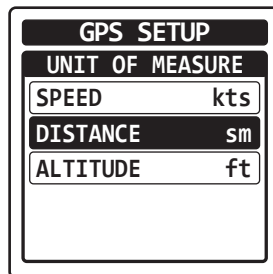 GPS SETUP
UNIT OF MEASURE
SPEED kts
DISTANCE sm
ALTITUDE ft